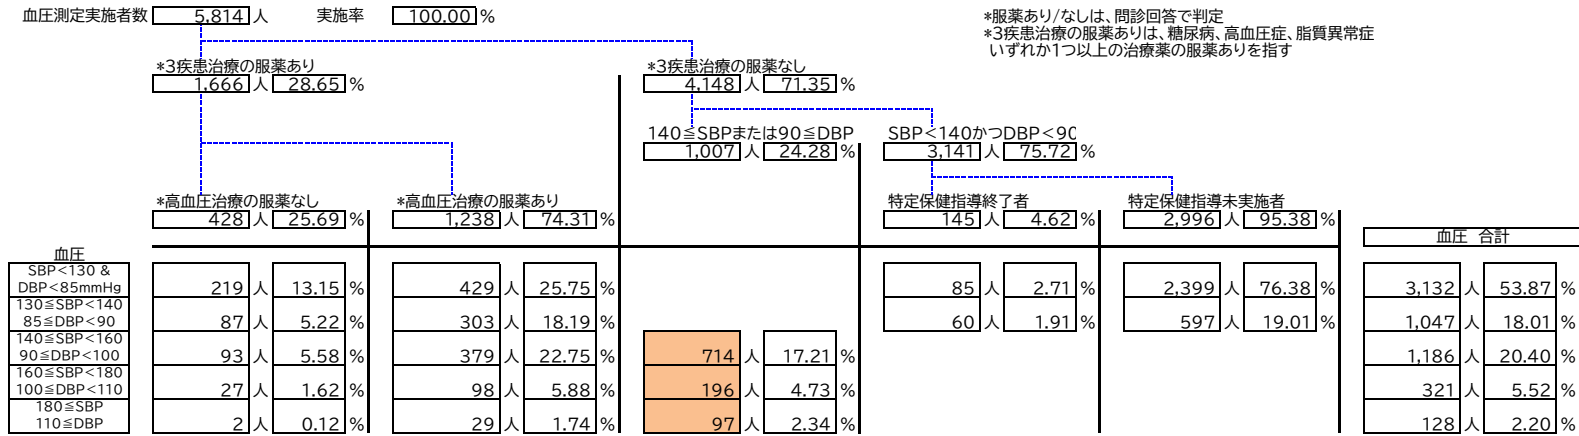 血圧測定実施者数 5,814 人 実施率 100.00 %
*服薬あり/なしは、問診回答で判定
*3疾患治療の服薬ありは、糖尿病、高血圧症、脂質異常症
いずれか1つ以上の治療薬の服薬ありを指す
*3疾患治療の服薬あり *3疾患治療の服薬なし
1,666 人 28.65 % 4,148 人 71.35 %
140≦SBPまたは90≦DBP SBP<140かつDBP<90
1,007 人 24.28 % 3,141 人 75.72 %
*高血圧治療の服薬なし *高血圧治療の服薬あり 特定保健指導終了者 特定保健指導未実施者
428 人 25.69 % 1,238 人 74.31 % 145 人 4.62 % 2,996 人 95.38 %
血圧 合計
血圧
SBP<130 &
DBP<85mmHg 219 人 13.15 % 429 人 25.75 % 85 人 2.71 % 2,399 人 76.38 % 3,132 人 53.87 %
130≦SBP<140
85≦DBP<90 87 人 5.22 % 303 人 18.19 % 60 人 1.91 % 597 人 19.01 % 1,047 人 18.01 %
140≦SBP<160
90≦DBP<100 93 人 5.58 % 379 人 22.75 % 714 人 17.21 % 1,186 人 20.40 %
160≦SBP<180
100≦DBP<110 27 人 1.62 % 98 人 5.88 % 196 人 4.73 % 321 人 5.52 %
180≦SBP
110≦DBP 2 人 0.12 % 29 人 1.74 % 97 人 2.34 % 128 人 2.20 %